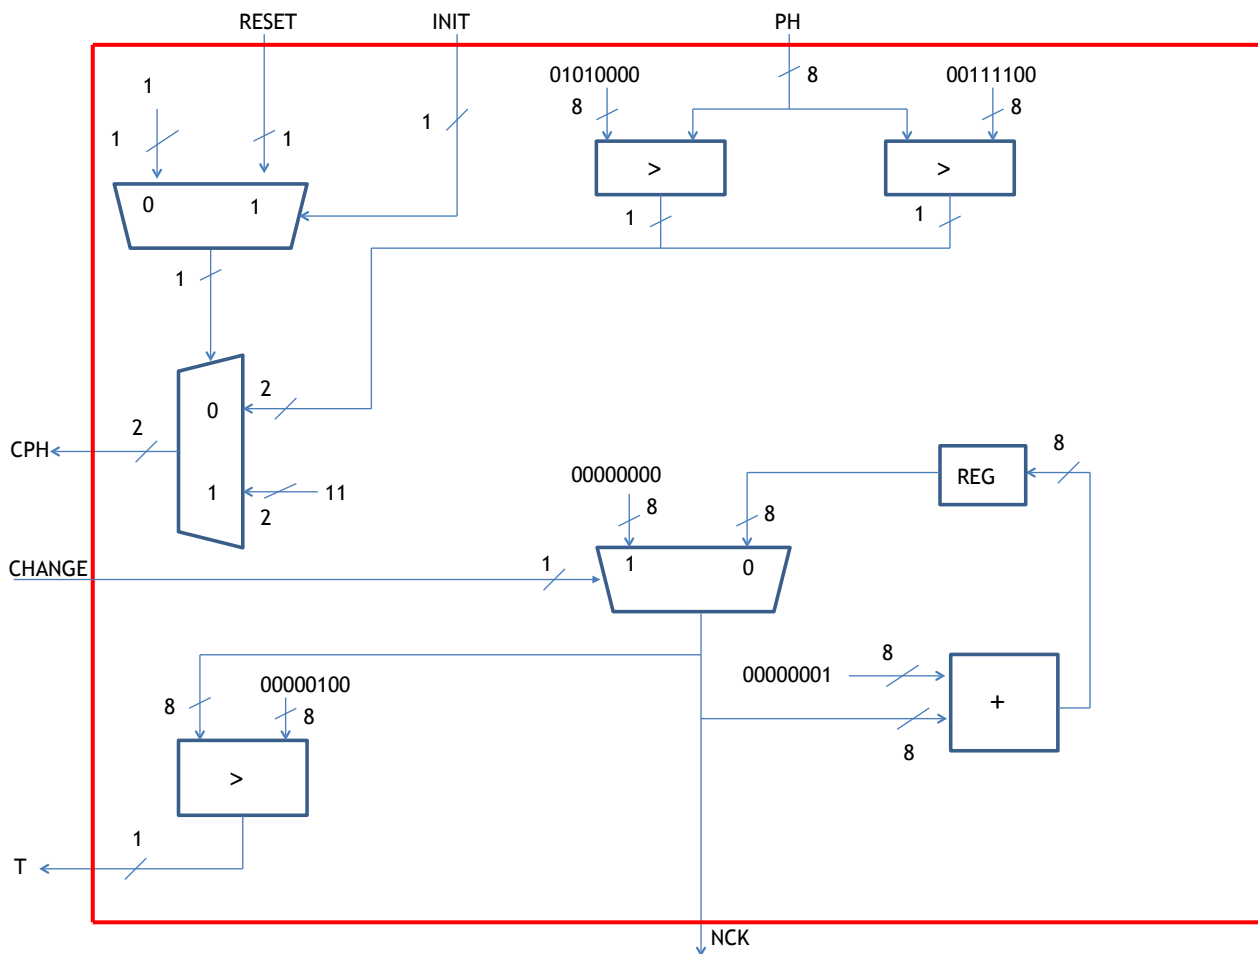 RESET INIT PH
01010000 8 00111100
1 8 8
1 1 1
> >
0 1
1 1
1
2
0
CPH 2
8
00000000 REG
1 11 8 8
2
CHANGE 1 1 0
8
00000001
00000100
8 8 +
8
>
1
T
NCK